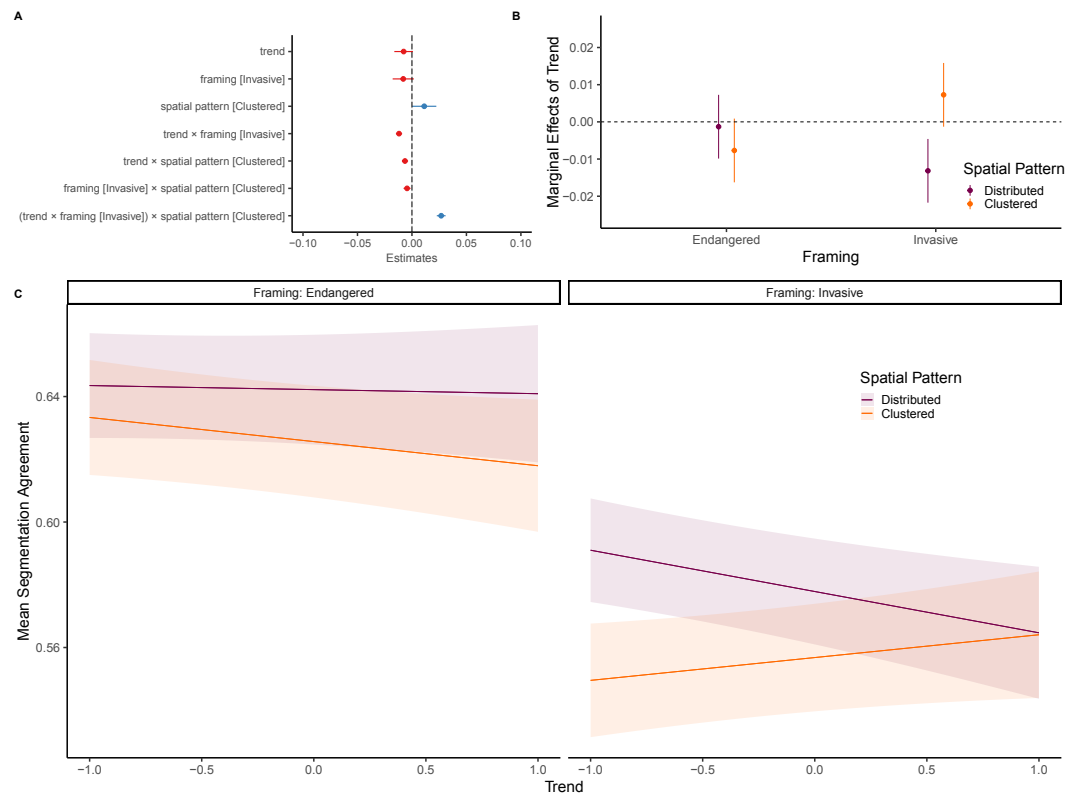 A
trend
framing [Invasive]
spatial pattern [Clustered]
trend × framing [Invasive]
trend × spatial pattern [Clustered]
framing [Invasive] × spatial pattern [Clustered]
(trend × framing [Invasive]) × spatial pattern [Clustered]
−0.10 −0.05 0.00 0.05 0.10
Estimates
B
Marginal Effects of Trend
0.02
0.01
0.00
−0.01
−0.02
Spatial Pattern
Distributed
Clustered
Endangered Invasive
Framing
C
Framing: Endangered Framing: Invasive
Mean Segmentation Agreement
0.64
0.60
0.56
Spatial Pattern
Distributed
Clustered
−1.0 −0.5 0.0 0.5 1.0 −1.0 −0.5 0.0 0.5 1.0
Trend